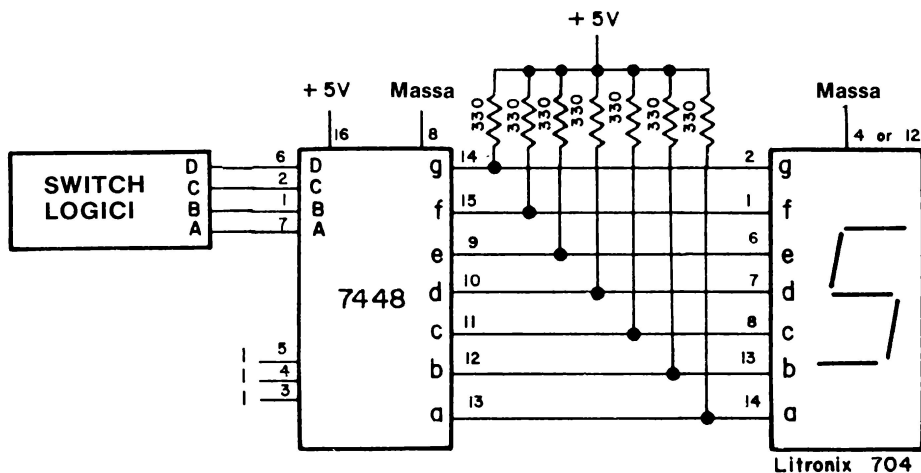 + 5V
+ 5V
Massa
Massa
16
8
330
330
330
330
330
330
330
4 or 12
SWITCH
LOGICI
D
C
B
A
6
2
1
7
D
C
B
A
7448
1 5
1 4
1 3
g 14
f 15
e 9
d 10
c 11
b 12
a 13
2 g
1 f
6 e
7 d
8 c
13 b
14 a
Litronix 704